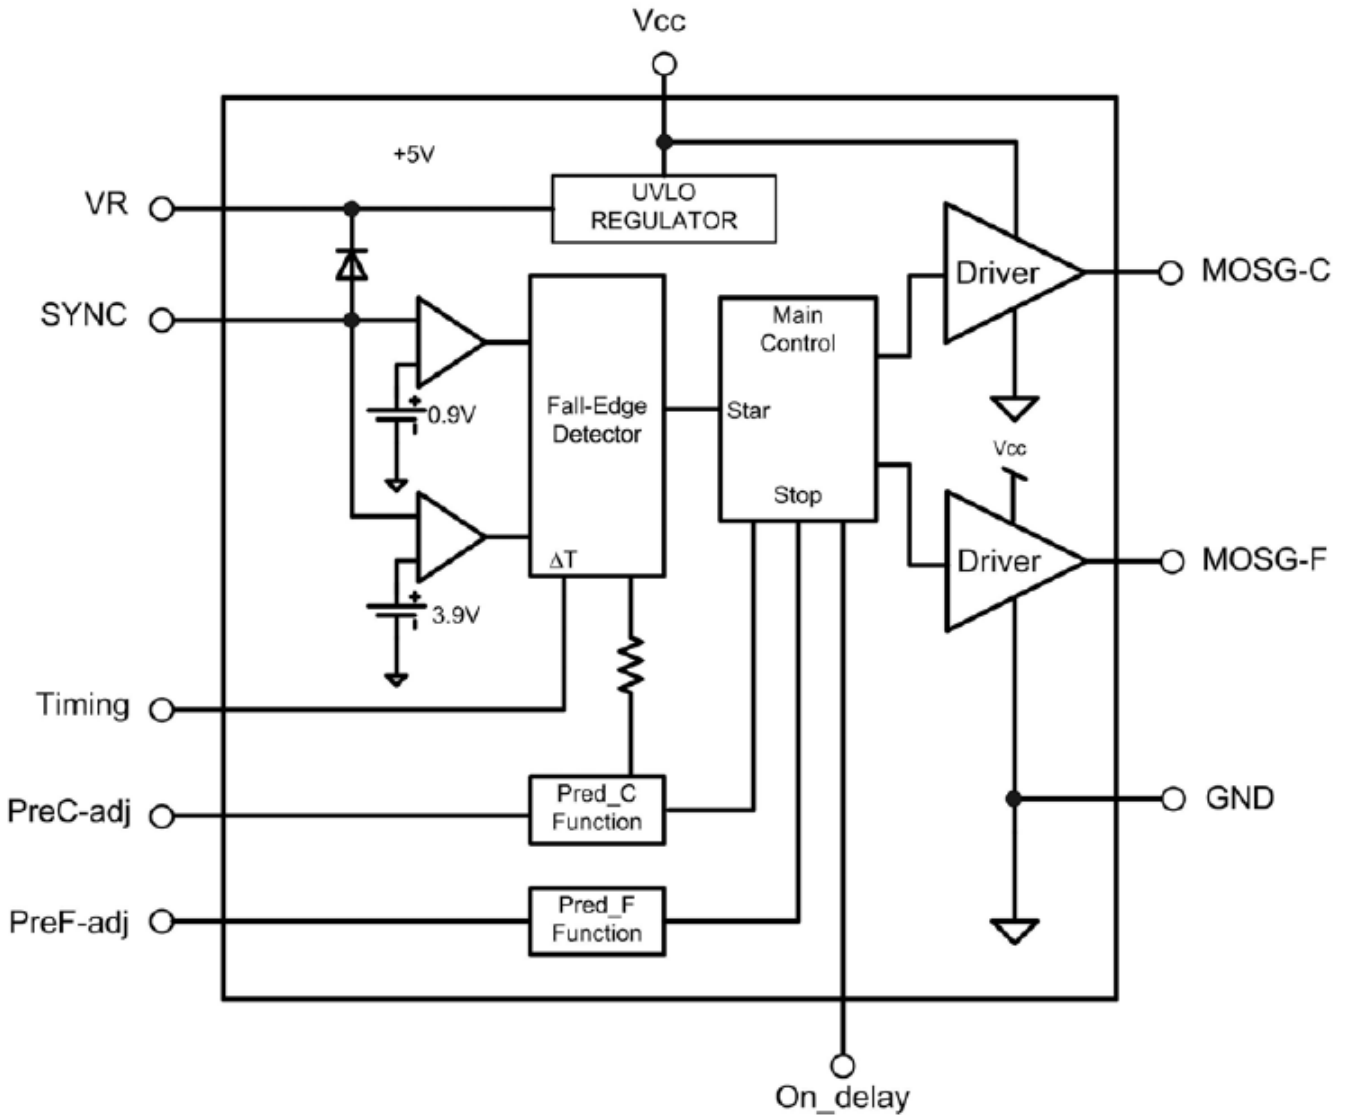 Vcc
+5V
VR
UVLO
REGULATOR
Driver
MOSG-C
SYNC
Main
Control
Fall-Edge
Detector
Star
+
0.9V
Vcc
Stop
ΔT
Driver
MOSG-F
+
3.9V
Timing
Pred_C
Function
PreC-adj
GND
Pred_F
Function
PreF-adj
On_delay